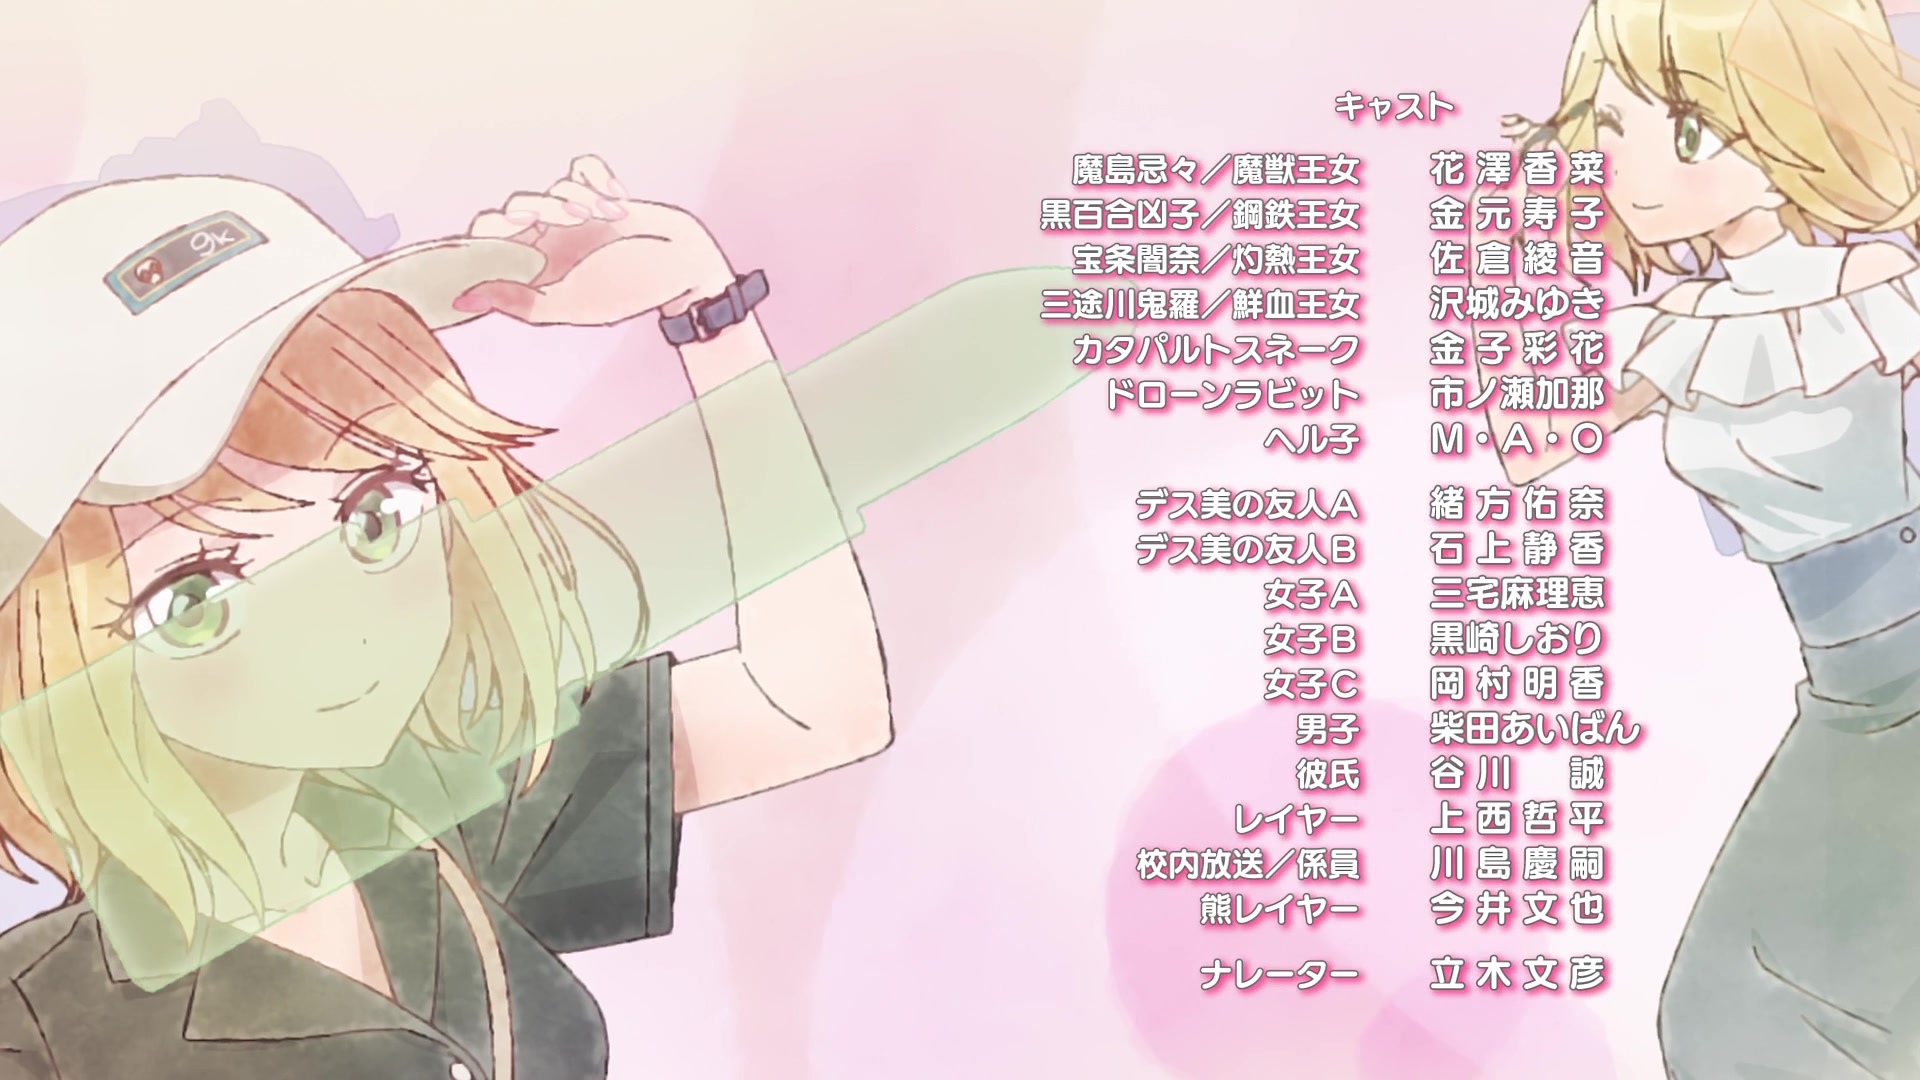 9K
キャスト
魔島忌々／魔獣王女 花澤香菜
黒百合凶子／鋼鉄王女 金元寿子
宝条闇奈／灼熱王女 佐倉綾音
三途川鬼羅／鮮血王女 沢城みゆき
カタパルトスネーク 金子彩花
ドローンラビット 市ノ瀬加那
ヘル子 M・A・O
デス美の友人A 緒方佑奈
デス美の友人B 石上静香
女子A 三宅麻理恵
女子B 黒崎しおり
女子C 岡村明香
男子 柴田あいばん
彼氏 谷川 誠
レイヤー 上西哲平
校内放送／係員 川島慶嗣
熊レイヤー 今井文也
ナレーター 立木文彦